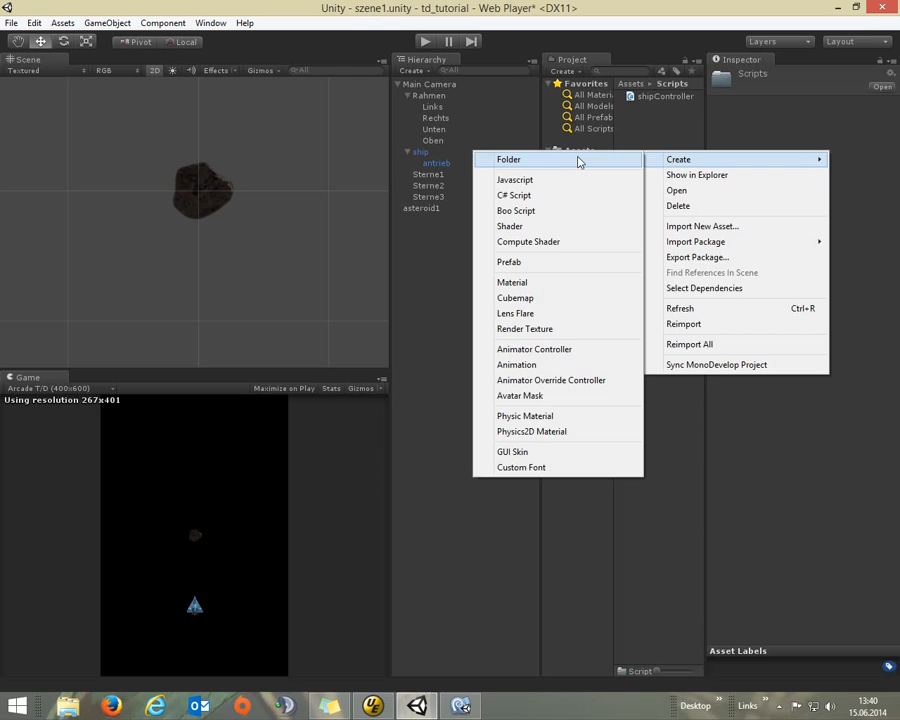 Unity - szene1.unity - td_tutorial - Web Player* <DX11>
File Edit Assets GameObject Component Window Help
Pivot Local Layers Layout
Scene Hierarchy Project Inspector
Textured RGB 2D Effects Gizmos All Create All Create
Main Camera
Rahmen
Links
Rechts
Unten
Oben
ship
antrieb
Sterne1
Sterne2
Sterne3
asteroid1
Favorites
All Materi
All Models
All Prefab
All Scripts
Assets
Assets Scripts
shipController
Scripts
Open
Folder
Javascript
C# Script
Boo Script
Shader
Compute Shader
Prefab
Material
Cubemap
Lens Flare
Render Texture
Animator Controller
Animation
Animator Override Controller
Avatar Mask
Physic Material
Physics2D Material
GUI Skin
Custom Font
Create
Show in Explorer
Open
Delete
Import New Asset...
Import Package
Export Package...
Find References In Scene
Select Dependencies
Refresh Ctrl+R
Reimport
Reimport All
Sync MonoDevelop Project
Game
Arcade T/D (400x600) Maximize on Play Stats Gizmos
Using resolution 267x401
Script
Asset Labels
Desktop Links 13:40
15.06.2014